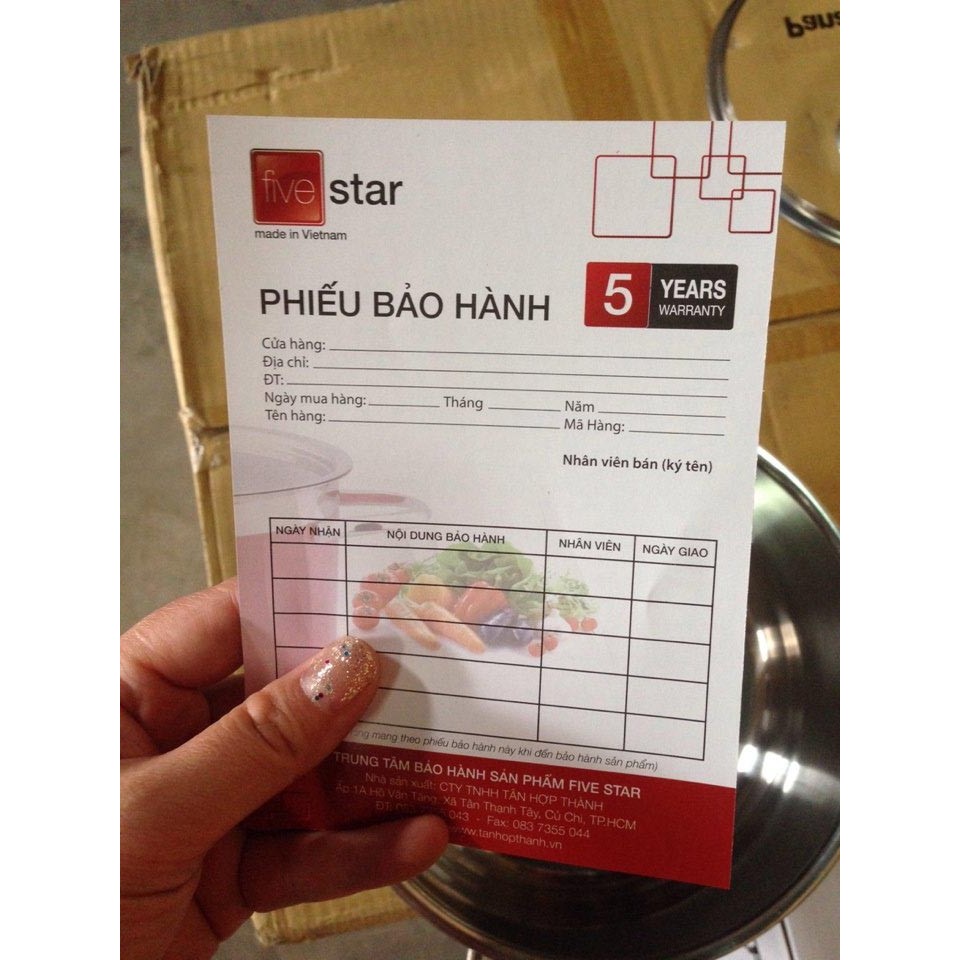 Pana
five star
made in Vietnam
PHIẾU BẢO HÀNH
5 YEARS
WARRANTY
Cửa hàng:
Địa chỉ:
ĐT:
Ngày mua hàng: Tháng Năm
Tên hàng: Mã Hàng:
Nhân viên bán (ký tên)
NGÀY NHẬN NỘI DUNG BẢO HÀNH NHÂN VIÊN NGÀY GIAO
mang theo phiếu bảo hành này khi đến bảo hành sản phẩm)
TRUNG TÂM BẢO HÀNH SẢN PHẨM FIVE STAR
Nhà sản xuất: CTY TNHH TÂN HỢP THÀNH
Ấp 1A Hồ Văn Tắng, Xã Tân Thạnh Tây, Củ Chi, TP.HCM
ĐT: 043 - Fax: 083 7355 044
www.tanhopthanh.vn